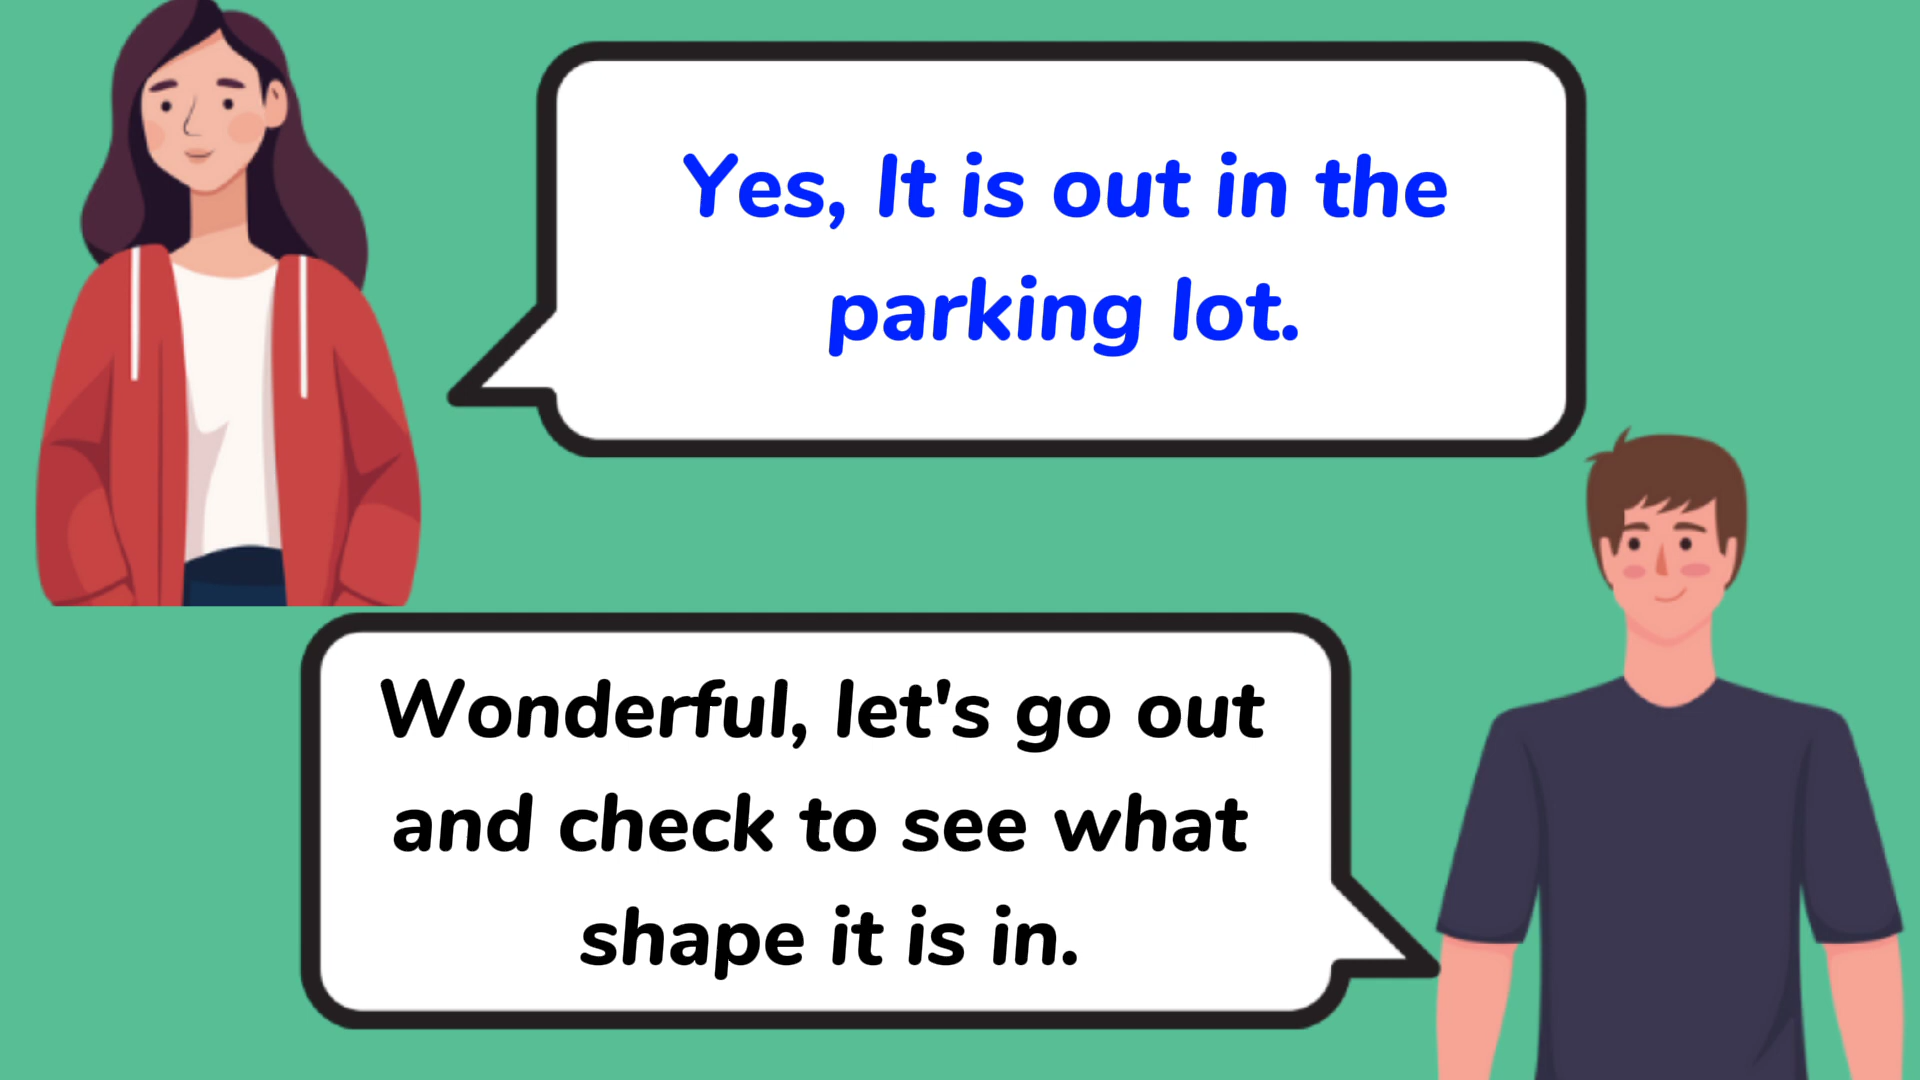 Yes, It is out in the
parking lot.
Wonderful, let's go out
and check to see what
shape it is in.